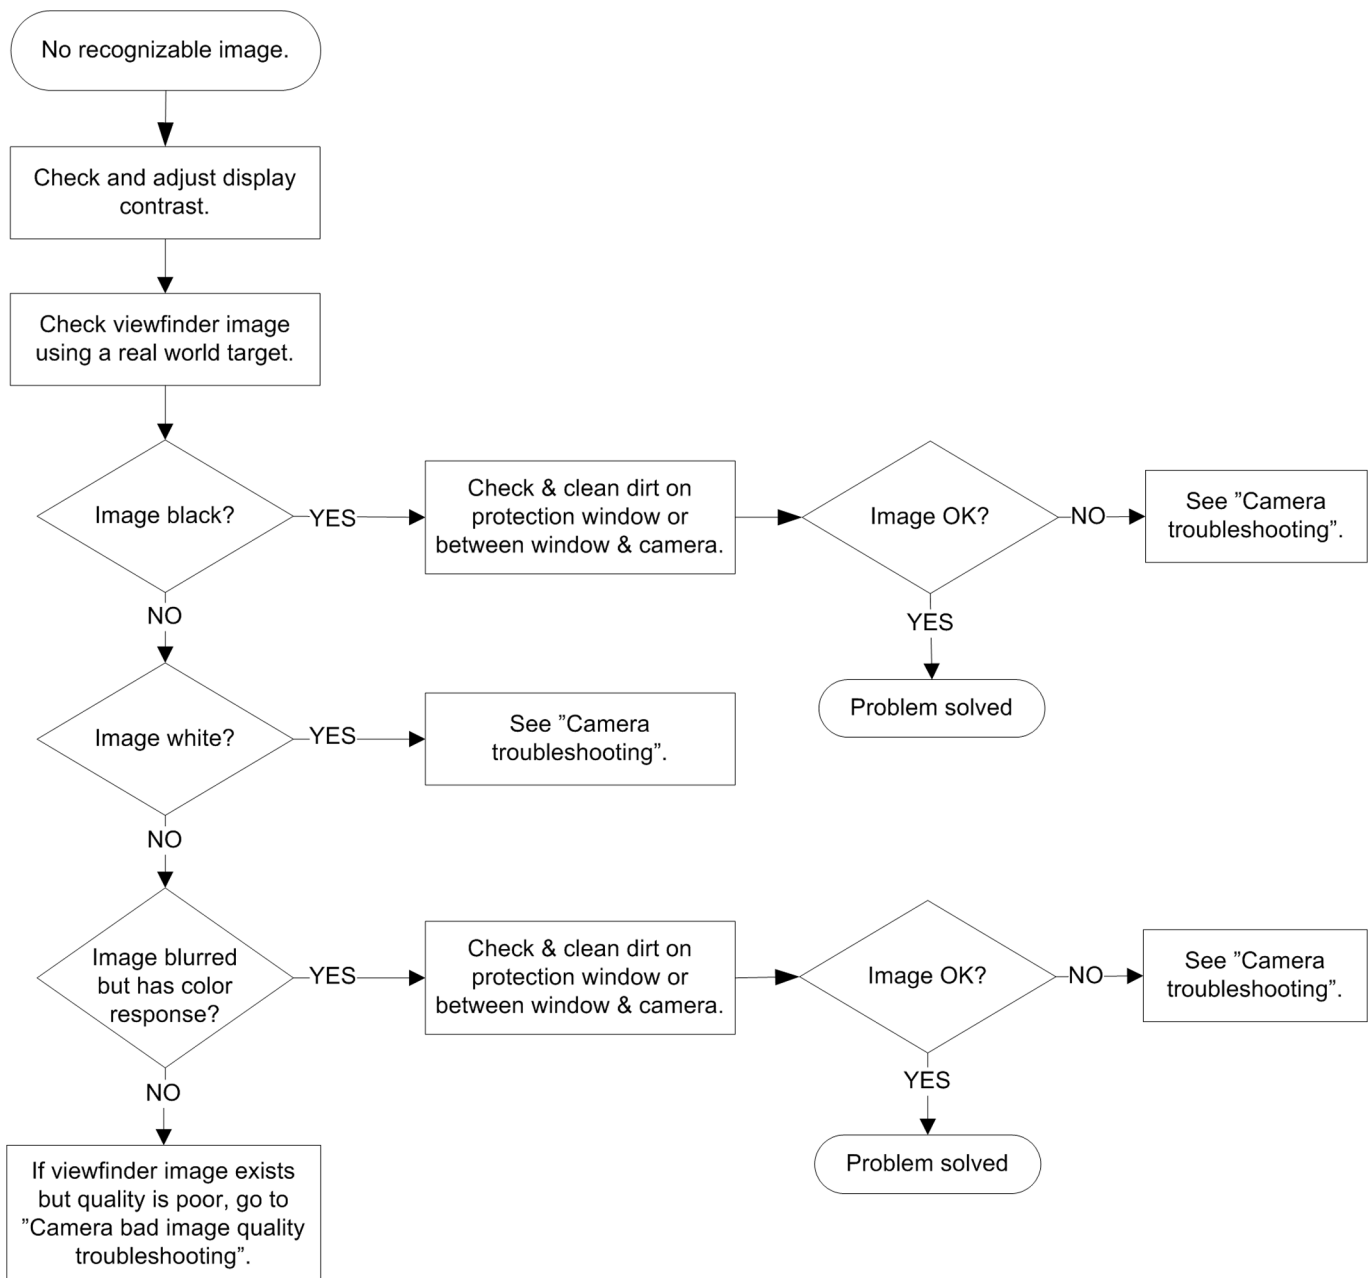 No recognizable image.
Check and adjust display
contrast.
Check viewfinder image
using a real world target.
Image black?
YES
Check & clean dirt on
protection window or
between window & camera.
Image OK?
NO
See ”Camera
troubleshooting”.
YES
Problem solved
NO
Image white?
YES
See ”Camera
troubleshooting”.
NO
Image blurred
but has color
response?
YES
Check & clean dirt on
protection window or
between window & camera.
Image OK?
NO
See ”Camera
troubleshooting”.
YES
Problem solved
NO
If viewfinder image exists
but quality is poor, go to
”Camera bad image quality
troubleshooting”.